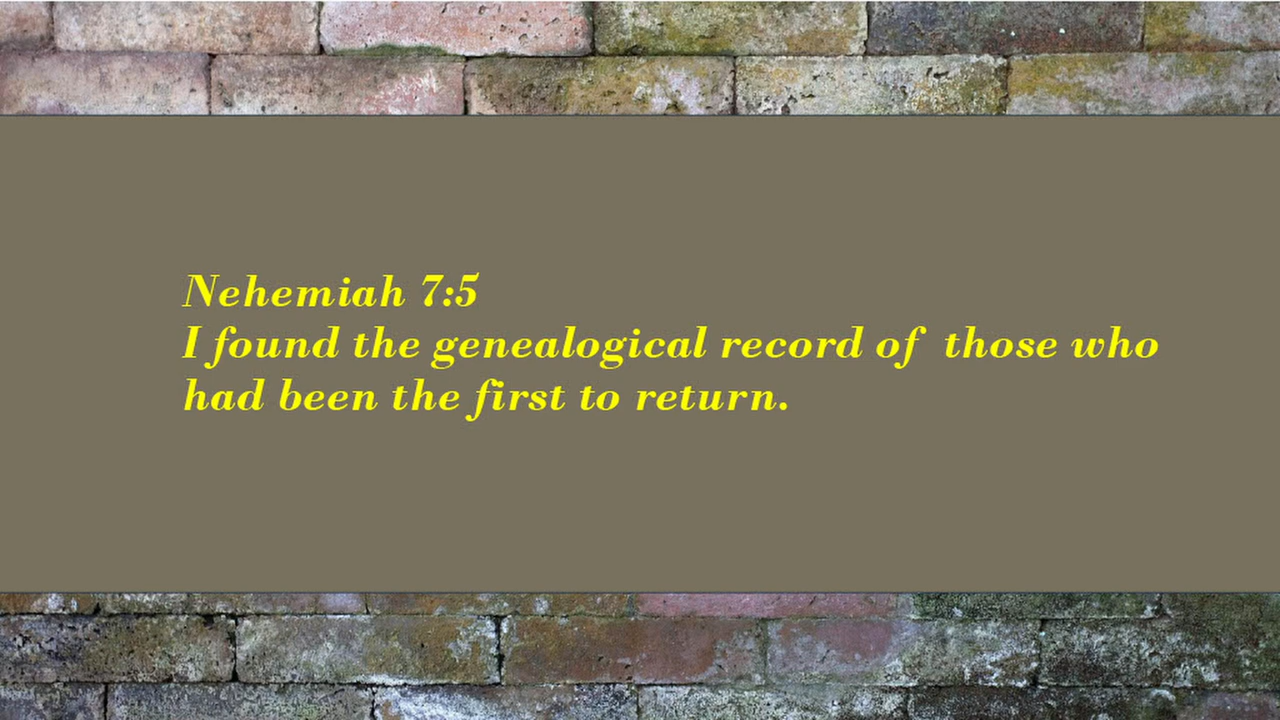 Nehemiah 7:5
I found the genealogical record of those who
had been the first to return.